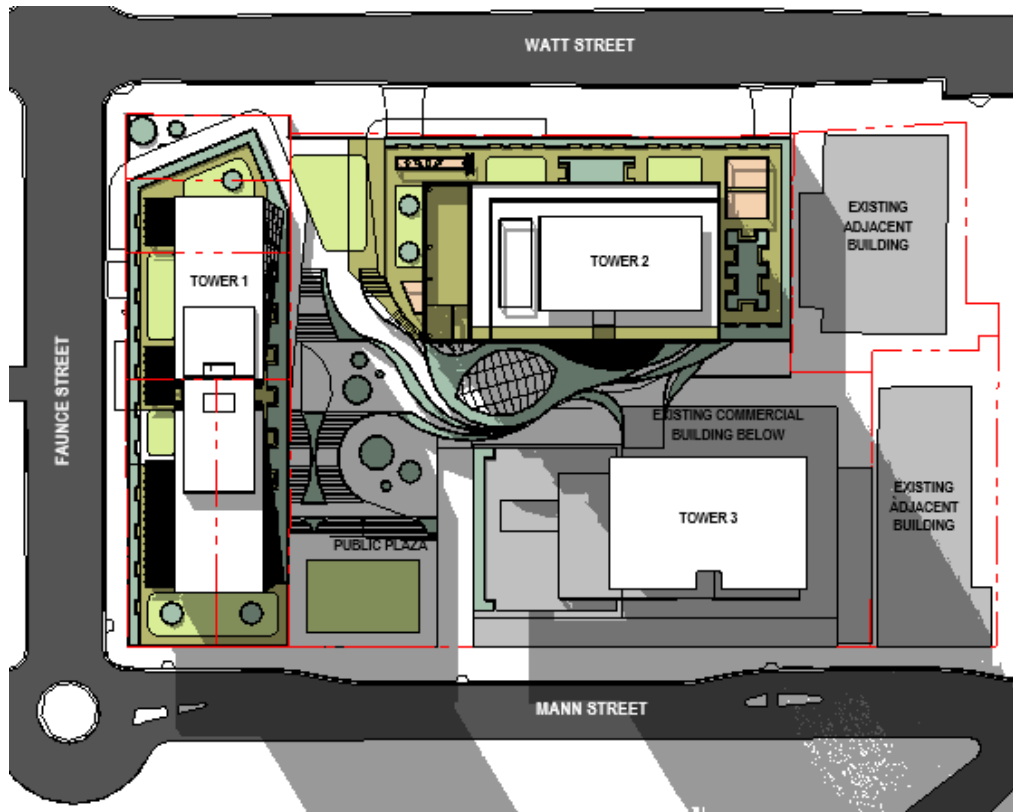 WATT STREET
EXISTING
ADJACENT
BUILDING
TOWER 2
TOWER 1
FAUNCE STREET
EXISTING COMMERCIAL
BUILDING BELOW
EXISTING
ADJACENT
BUILDING
TOWER 3
PUBLIC PLAZA
MANN STREET